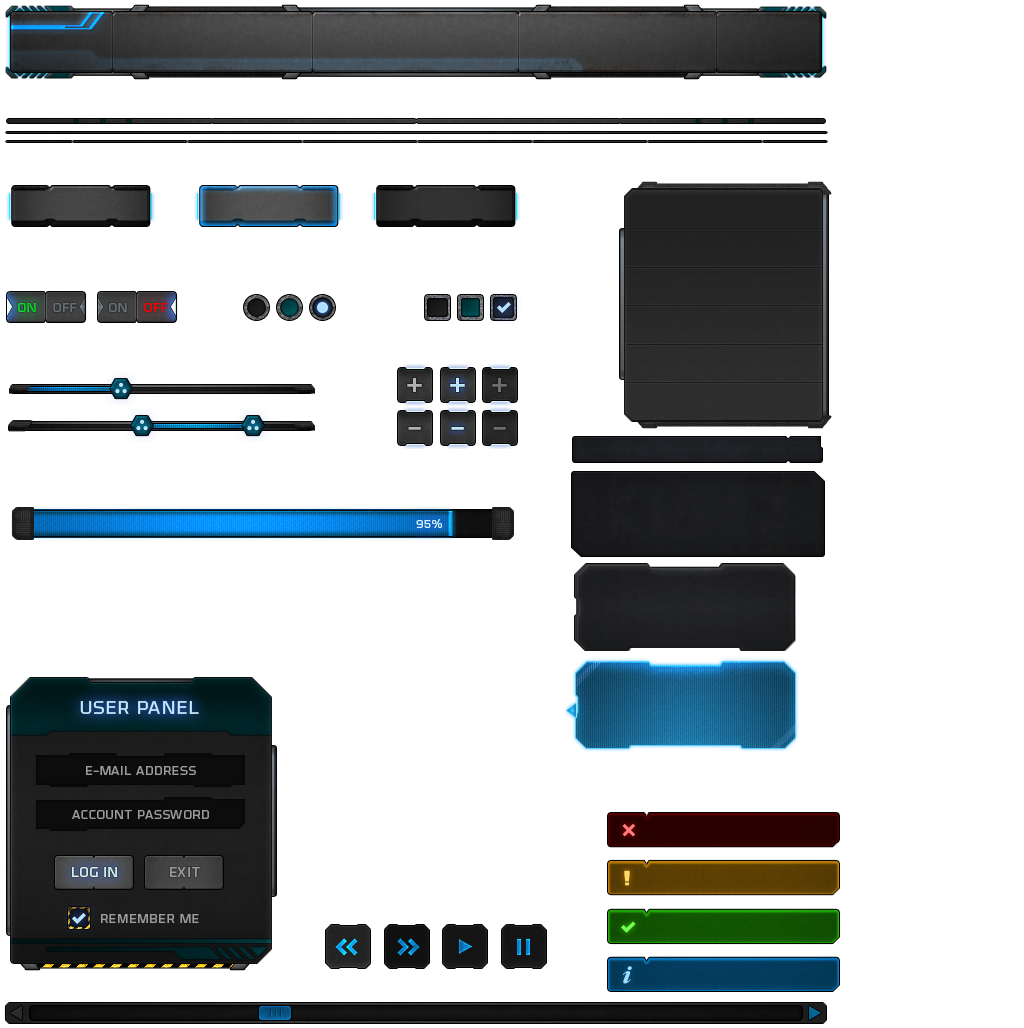 ON OFF ON OFF
95%
USER PANEL
E-MAIL ADDRESS
ACCOUNT PASSWORD
LOG IN EXIT
REMEMBER ME